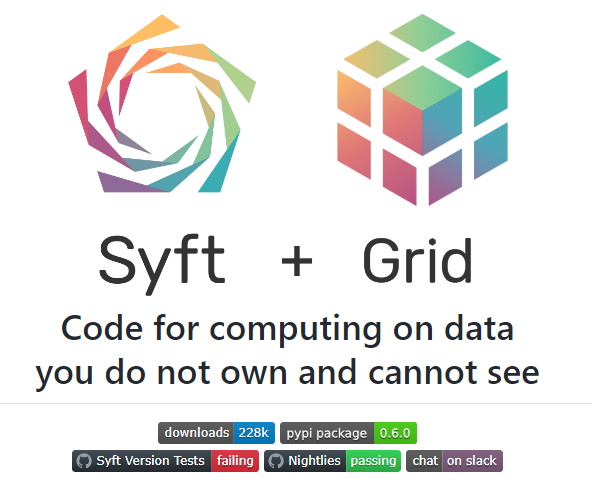 Syft + Grid
Code for computing on data
you do not own and cannot see
downloads 228k pypi package 0.6.0
Syft Version Tests failing Nightlies passing chat on slack